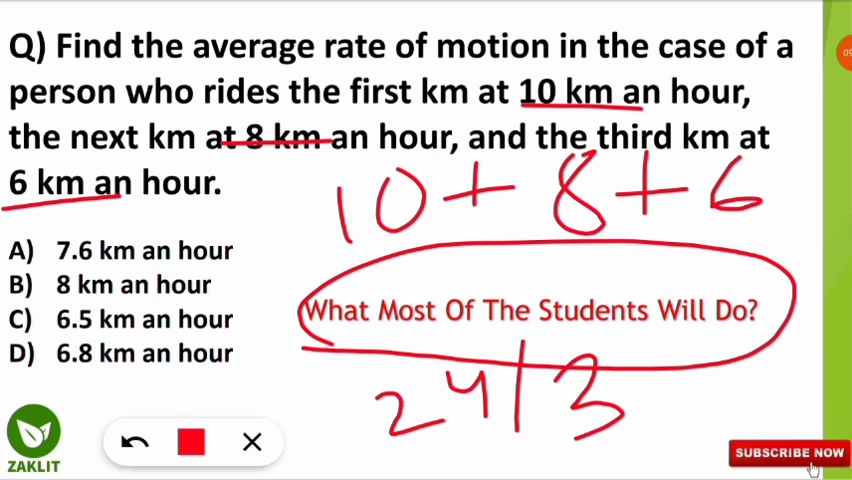 Q) Find the average rate of motion in the case of a
person who rides the first km at 10 km an hour,
the next km at 8 km an hour, and the third km at
6 km an hour.
10 + 8 + 6
A) 7.6 km an hour
B) 8 km an hour
C) 6.5 km an hour
D) 6.8 km an hour
What Most Of The Students Will Do?
24 | 3
ZAKLIT
SUBSCRIBE NOW
09